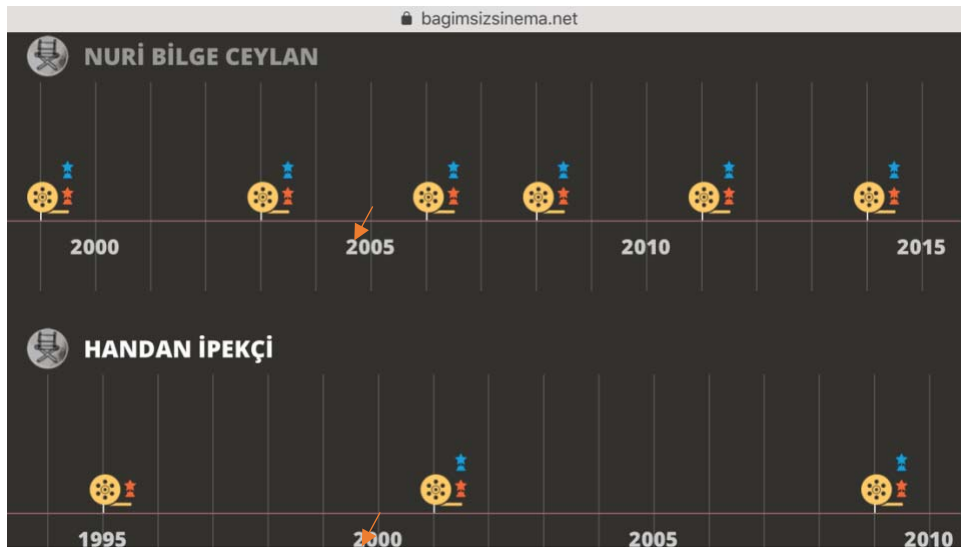 bagimsizsinema.net
NURİ BİLGE CEYLAN
2000 2005 2010 2015
HANDAN İPEKÇİ
1995 2000 2005 2010